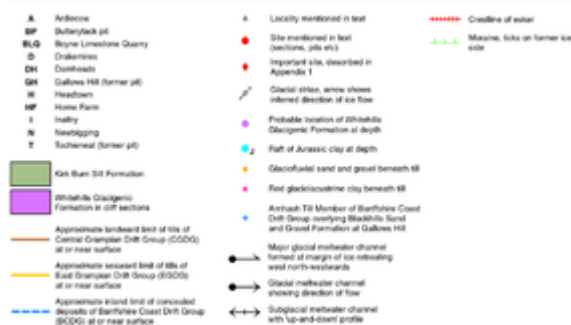 A Ardiecow
BP Butterytack pit
BLQ Boyne Limestone Quarry
D Drakemires
DH Damheads
GH Gallows Hill (former pit)
H Headtown
HF Home Farm
I Inaltry
N Newbigging
T Tochieneal (former pit)
Kirk Burn Silt Formation
Whitehills Glacigenic
Formation in cliff sections
Approximate landward limit of tills of
Central Grampian Drift Group (CGDG)
at or near surface
Approximate seaward limit of tills of
East Grampian Drift Group (EGDG)
at or near surface
Approximate inland limit of concealed
deposits of Banffshire Coast Drift Group
(BCDG) at or near surface
Locality mentioned in text
Site mentioned in text
(sections, pits etc)
Important site, described in
Appendix 1
Glacial striae, arrow shows
inferred direction of ice flow
Probable location of Whitehills
Glacigenic Formation at depth
J
Raft of Jurassic clay at depth
Glaciofluvial sand and gravel beneath till
Red glaciolacustrine clay beneath till
Arnhash Till Member of Banffshire Coast
Drift Group overlying Blackhills Sand
and Gravel Formation at Gallows Hill
Major glacial meltwater channel
formed at margin of ice retreating
west north-westwards
Glacial meltwater channel
showing direction of flow
Subglacial meltwater channel
with 'up-and-down' profile
Crestline of esker
Moraine, ticks on former ice
side